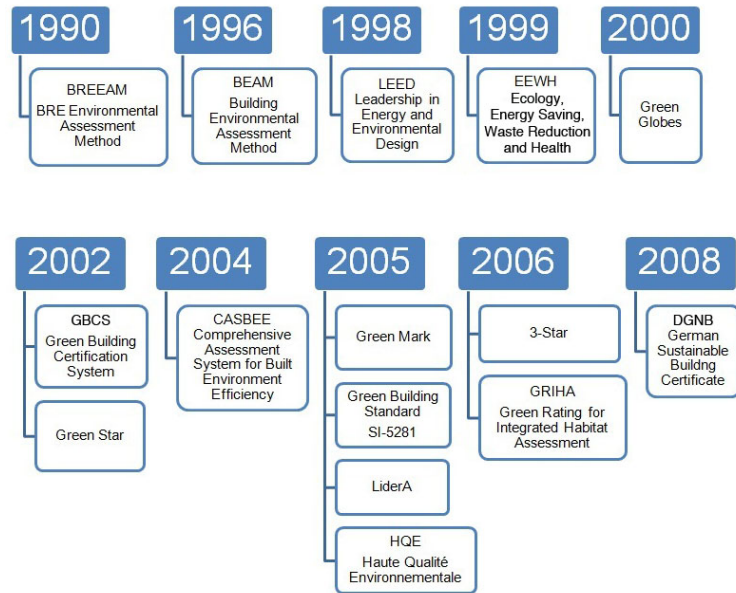 1990
BREEAM
BRE Environmental
Assessment
Method
1996
BEAM
Building
Environmental
Assessment
Method
1998
LEED
Leadership in
Energy and
Environmental
Design
1999
EEWH
Ecology,
Energy Saving,
Waste Reduction
and Health
2000
Green
Globes
2002
GBCS
Green Building
Certification
System
Green Star
2004
CASBEE
Comprehensive
Assessment
System for Built
Environment
Efficiency
2005
Green Mark
Green Building
Standard
SI-5281
LiderA
HQE
Haute Qualité
Environnementale
2006
3-Star
GRIHA
Green Rating for
Integrated Habitat
Assessment
2008
DGNB
German
Sustainable
Buildng
Certificate